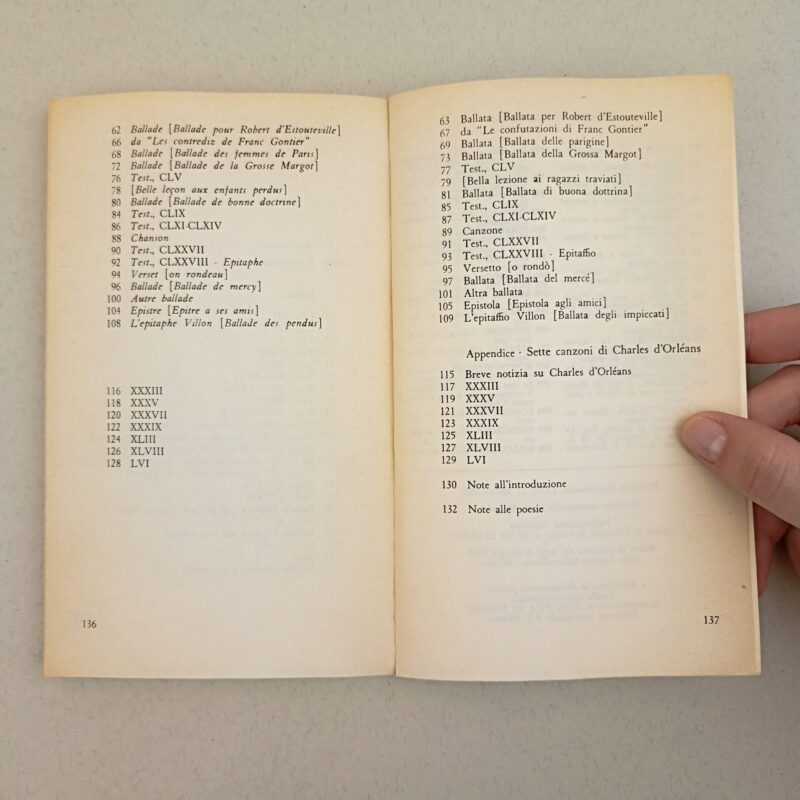 62 Ballade [Ballade pour Robert d'Estouteville]
66 da "Les contrediz de Franc Gontier"
68 Ballade [Ballade des femmes de Paris]
72 Ballade [Ballade de la Grosse Margot]
76 Test., CLV
78 [Belle leçon aux enfants perdus]
80 Ballade [Ballade de bonne doctrine]
84 Test., CLIX
86 Test., CLXI-CLXIV
88 Chanson
90 Test., CLXXVII
92 Test., CLXXVIII - Epitaphe
94 Verset [on rondeau]
96 Ballade [Ballade de mercy]
100 Autre ballade
104 Epistre [Epitre a ses amis]
108 L'epitaphe Villon [Ballade des pendus]
116 XXXIII
118 XXXV
120 XXXVII
122 XXXIX
124 XLIII
126 XLVIII
128 LVI
136
63 Ballata [Ballata per Robert d'Estouteville]
67 da "Le confutazioni di Franc Gontier"
69 Ballata [Ballata delle parigine]
73 Ballata [Ballata della Grossa Margot]
77 Test., CLV
79 [Bella lezione ai ragazzi traviati]
81 Ballata [Ballata di buona dottrina]
85 Test., CLIX
87 Test., CLXI-CLXIV
89 Canzone
91 Test., CLXXVII
93 Test., CLXXVIII - Epitaffio
95 Versetto [o rondò]
97 Ballata [Ballata del mercé]
101 Altra ballata
105 Epistola [Epistola agli amici]
109 L'epitaffio Villon [Ballata degli impiccati]
Appendice - Sette canzoni di Charles d'Orléans
115 Breve notizia su Charles d'Orléans
117 XXXIII
119 XXXV
121 XXXVII
123 XXXIX
125 XLIII
127 XLVIII
129 LVI
130 Note all'introduzione
132 Note alle poesie
137